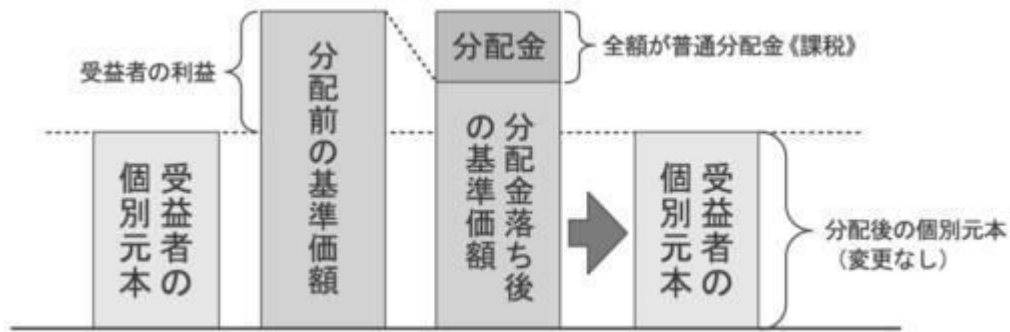 受益者の利益
受益者の
個別元本
分配前の基準価額
分配金
全額が普通分配金《課税》
分配金落ち後
の基準価額
受益者の
個別元本
分配後の個別元本
（変更なし）